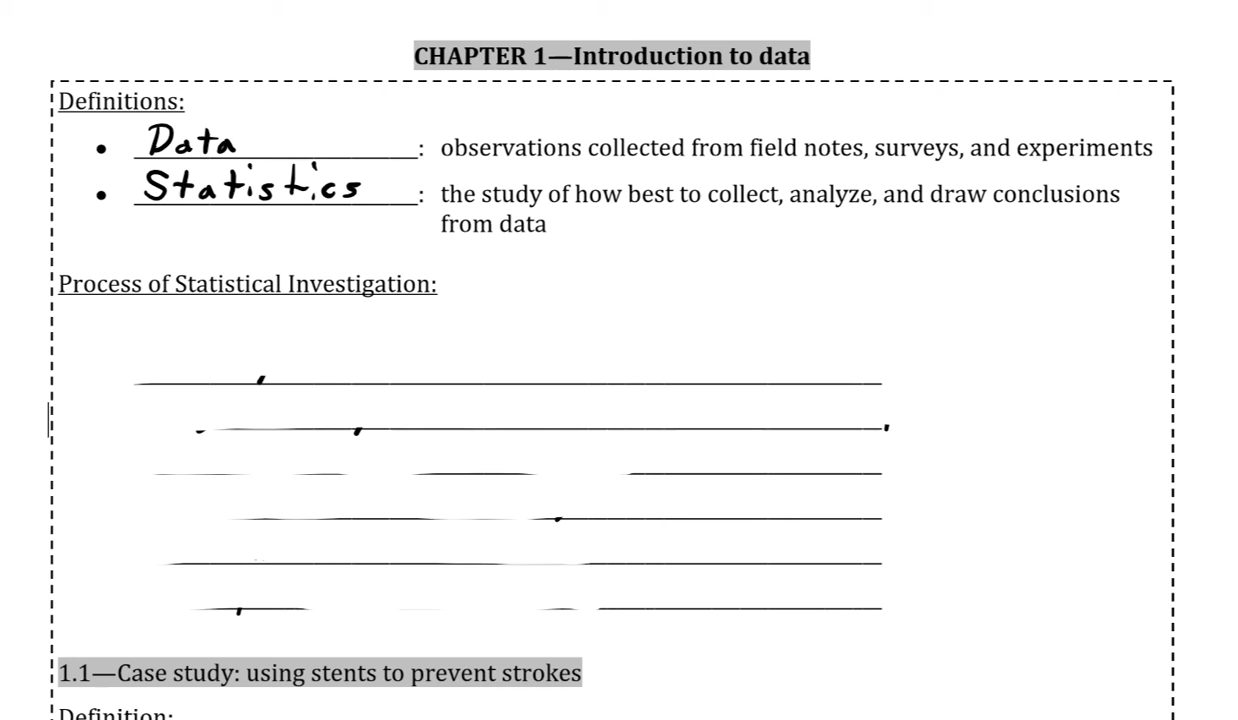 CHAPTER 1—Introduction to data
Definitions:
• Data: observations collected from field notes, surveys, and experiments
• Statistics: the study of how best to collect, analyze, and draw conclusions
from data
Process of Statistical Investigation:
1.1—Case study: using stents to prevent strokes
Definition: